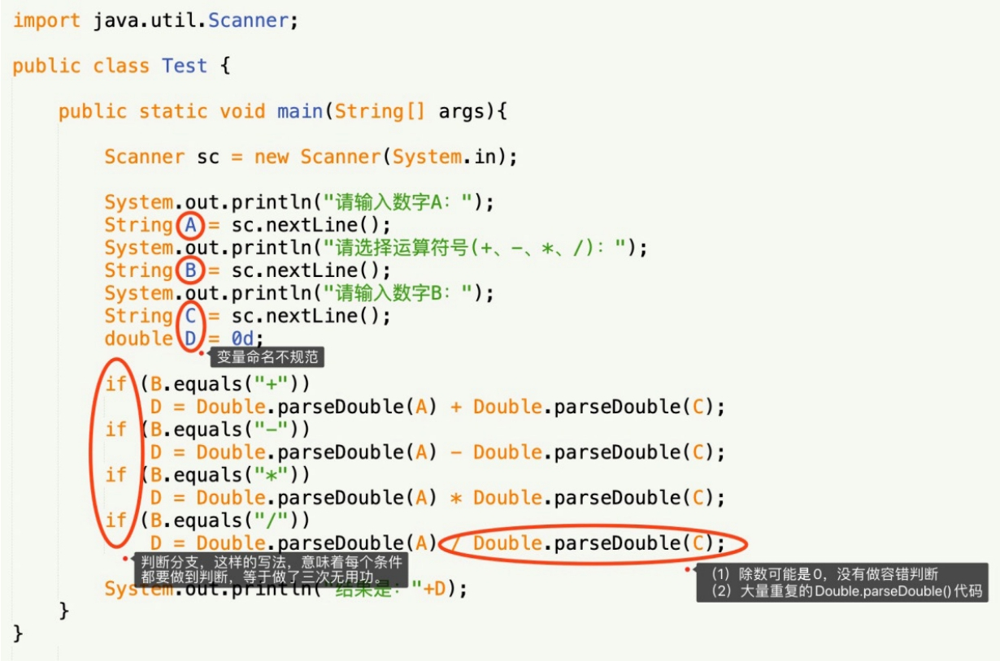 import java.util.Scanner;
public class Test {
public static void main(String[] args){
Scanner sc = new Scanner(System.in);
System.out.println("请输入数字A：");
String A = sc.nextLine();
System.out.println("请选择运算符号(+、-、*、/)：");
String B = sc.nextLine();
System.out.println("请输入数字B：");
String C = sc.nextLine();
double D = 0d;
变量命名不规范
if (B.equals("+"))
D = Double.parseDouble(A) + Double.parseDouble(C);
if (B.equals("-"))
D = Double.parseDouble(A) - Double.parseDouble(C);
if (B.equals("*"))
D = Double.parseDouble(A) * Double.parseDouble(C);
if (B.equals("/"))
D = Double.parseDouble(A) / Double.parseDouble(C);
判断分支，这样的写法，意味着每个条件
都要做到判断，等于做了三次无用功。
（1）除数可能是0，没有做容错判断
（2）大量重复的Double.parseDouble()代码
System.out.println("结果是："+D);
}
}